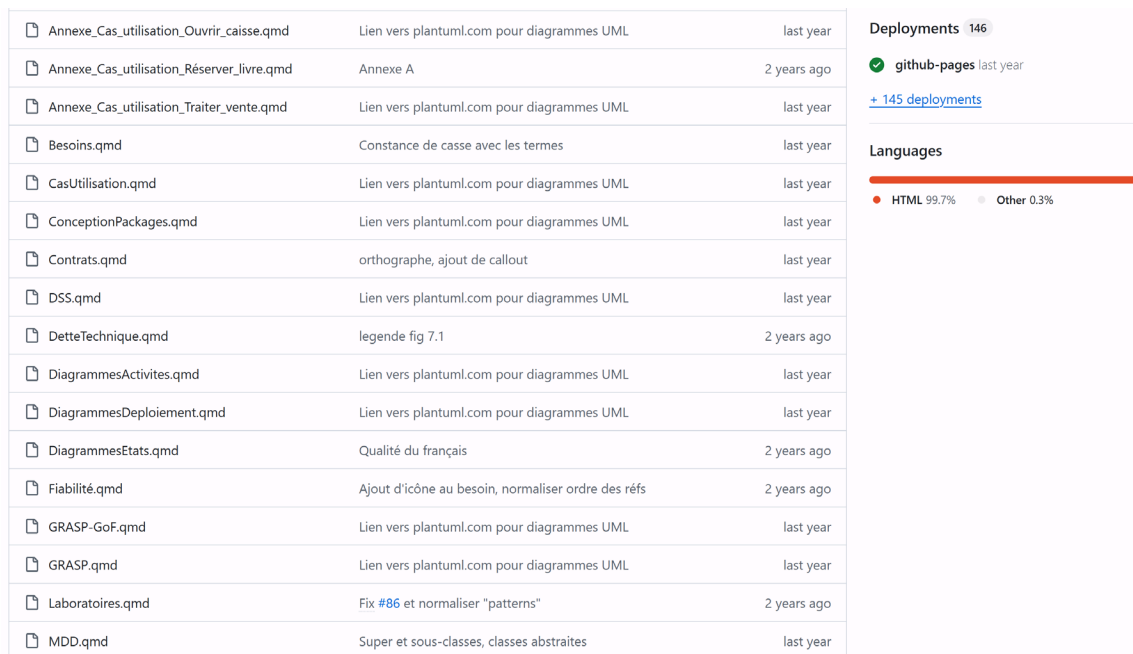 Annexe_Cas_utilisation_Ouvrir_caisse.qmd Lien vers plantuml.com pour diagrammes UML last year
Annexe_Cas_utilisation_Réserver_livre.qmd Annexe A 2 years ago
Annexe_Cas_utilisation_Traiter_vente.qmd Lien vers plantuml.com pour diagrammes UML last year
Besoins.qmd Constance de casse avec les termes last year
CasUtilisation.qmd Lien vers plantuml.com pour diagrammes UML last year
ConceptionPackages.qmd Lien vers plantuml.com pour diagrammes UML last year
Contrats.qmd orthographe, ajout de callout last year
DSS.qmd Lien vers plantuml.com pour diagrammes UML last year
DetteTechnique.qmd legende fig 7.1 2 years ago
DiagrammesActivites.qmd Lien vers plantuml.com pour diagrammes UML last year
DiagrammesDeploiement.qmd Lien vers plantuml.com pour diagrammes UML last year
DiagrammesEtats.qmd Qualité du français 2 years ago
Fiabilité.qmd Ajout d'icône au besoin, normaliser ordre des réfs 2 years ago
GRASP-GoF.qmd Lien vers plantuml.com pour diagrammes UML last year
GRASP.qmd Lien vers plantuml.com pour diagrammes UML last year
Laboratoires.qmd Fix #86 et normaliser "patterns" 2 years ago
MDD.qmd Super et sous-classes, classes abstraites last year
Deployments 146
github-pages last year
+ 145 deployments
Languages
HTML 99.7% Other 0.3%